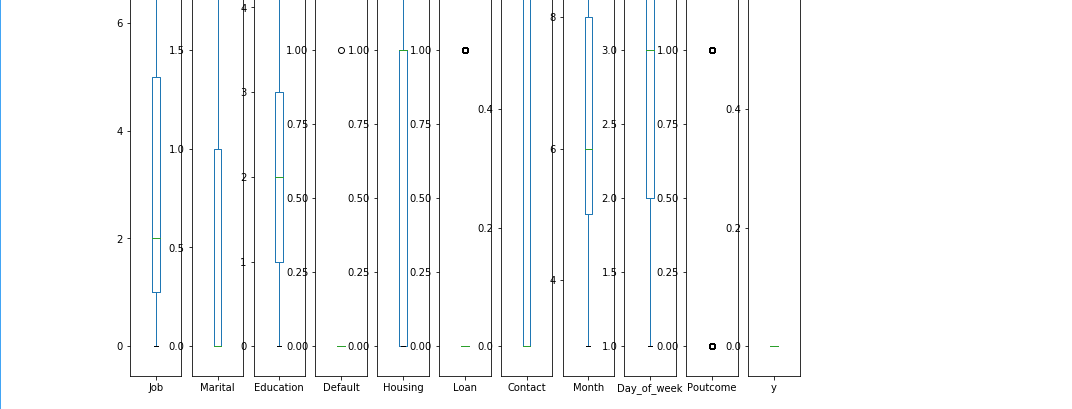 4
8
6
1.5 1.00 1.00 1.00 3.0 1.00
3
0.4 0.4
0.75 0.75 0.75 2.5 0.75
4
1.0 6
2
0.50 0.50 0.50 2.0 0.50
0.2 0.2
2
0.5
1
0.25 0.25 0.25 1.5 0.25
4
0 0.0 0 0.00 0.00 0.00 0.0 1.0 0.00 0.0
Job Marital Education Default Housing Loan Contact Month Day_of_week Poutcome y